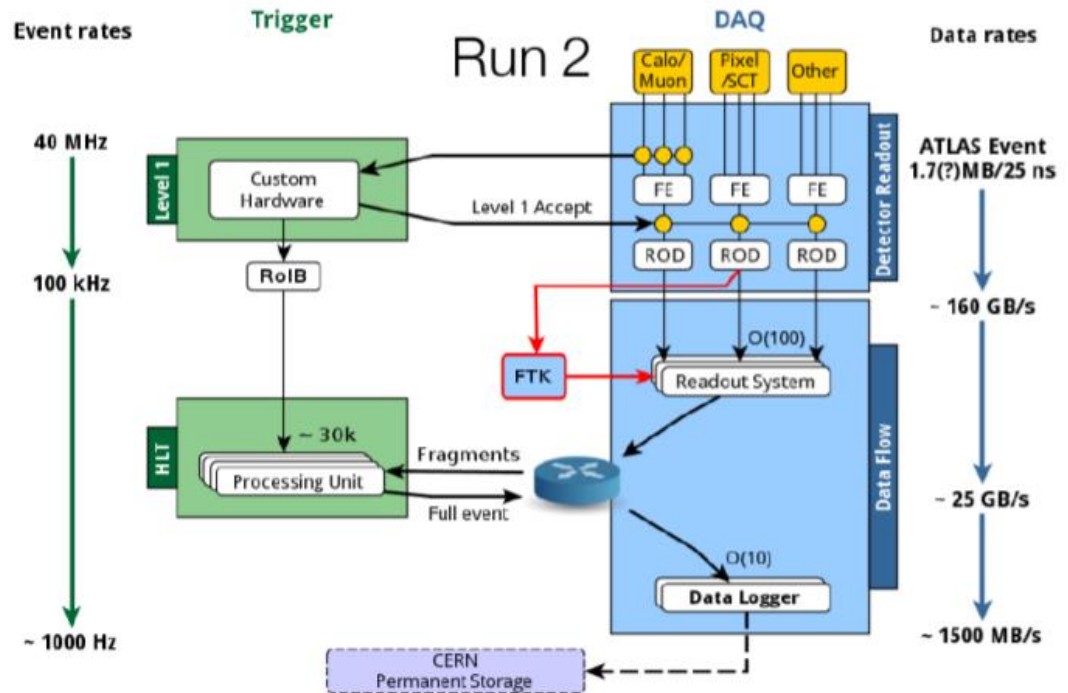 Event rates
Trigger
DAQ
Data rates
Run 2
Calo/
Muon
Pixel
/SCT
Other
40 MHz
Level 1
Custom
Hardware
Level 1 Accept
FE
FE
FE
ROD
ROD
ROD
Detector Readout
ATLAS Event
1.7(?)MB/25 ns
100 kHz
RoIB
~ 160 GB/s
FTK
O(100)
Readout System
HLT
~ 30k
Processing Unit
Fragments
Full event
Data Flow
~ 25 GB/s
O(10)
Data Logger
~ 1000 Hz
~ 1500 MB/s
CERN
Permanent Storage